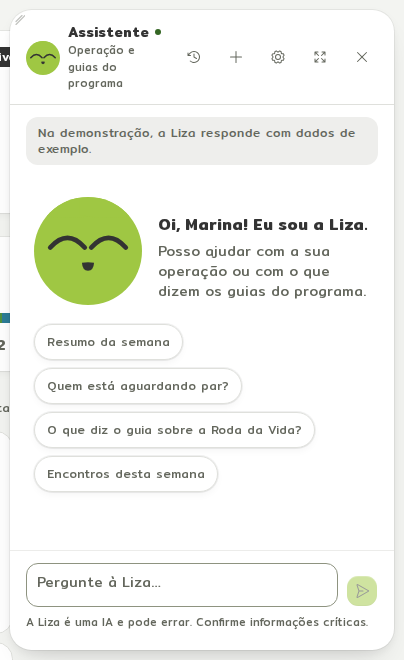 Assistente
Operação e
guias do
programa
Na demonstração, a Liza responde com dados de
exemplo.
Oi, Marina! Eu sou a Liza.
Posso ajudar com a sua
operação ou com o que
dizem os guias do programa.
Resumo da semana
Quem está aguardando par?
O que diz o guia sobre a Roda da Vida?
Encontros desta semana
Pergunte à Liza...
A Liza é uma IA e pode errar. Confirme informações críticas.